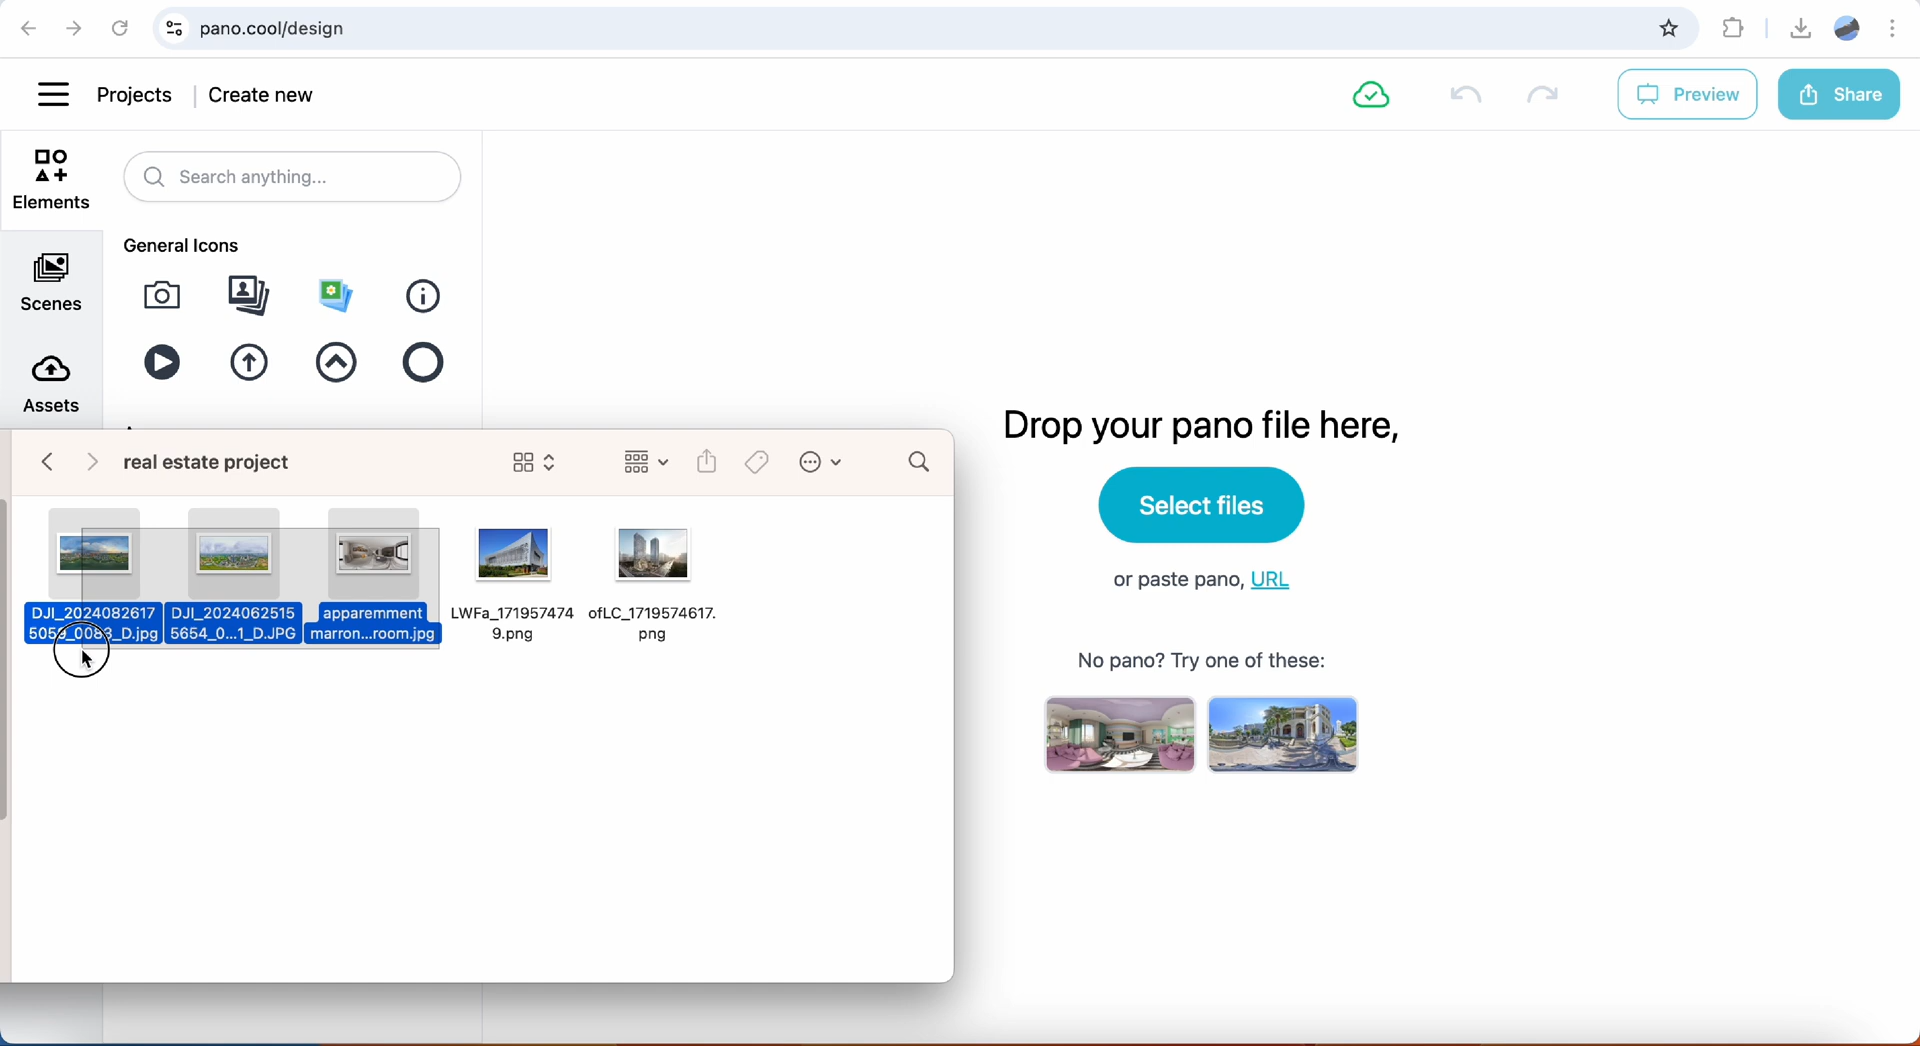 pano.cool/design
Projects
Create new
Preview
Share
Elements
Search anything...
General Icons
Scenes
Assets
real estate project
DJI_2024082617
5059_0083_D.jpg
DJI_2024062515
5654_0...1_D.JPG
apparemment
marron...room.jpg
LWFa_171957474
9.png
ofLC_1719574617.
png
Drop your pano file here,
Select files
or paste pano, URL
No pano? Try one of these: